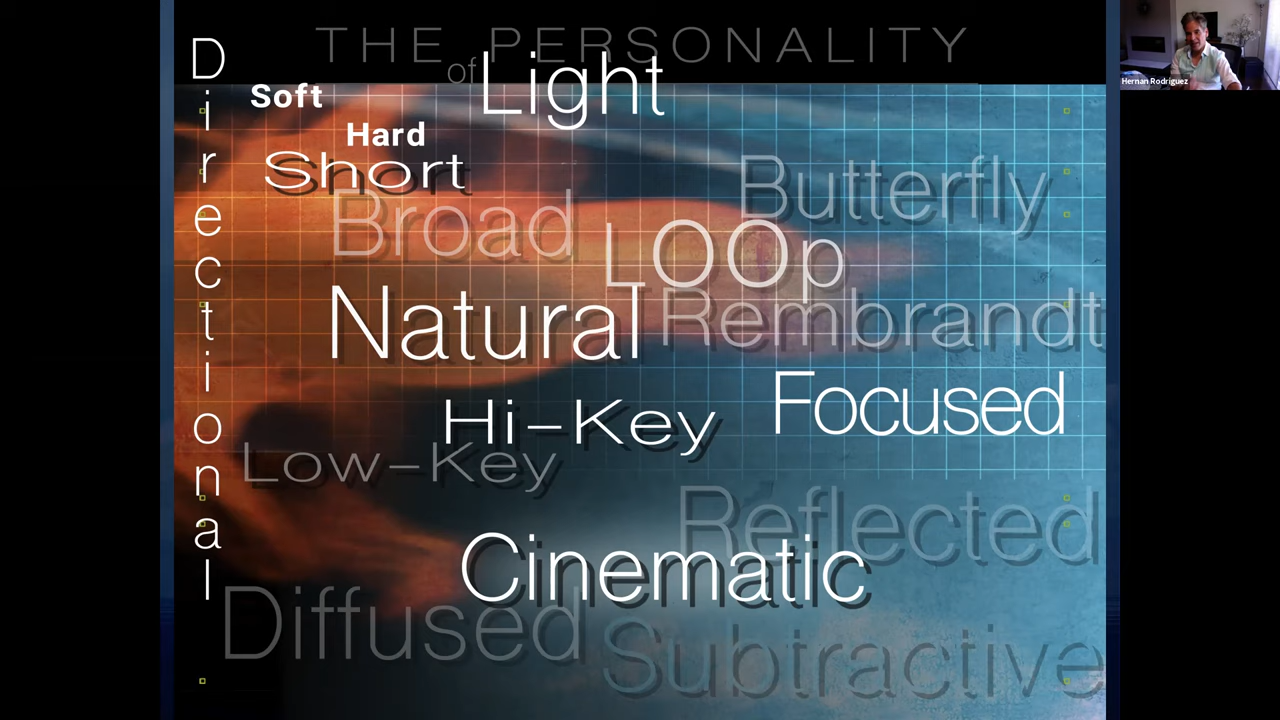 THE PERSONALITY
of Light
Directional
Soft
Hard
Short
Broad
Butterfly
LOOp
Natural
Rembrandt
Focused
Hi-Key
Low-Key
Reflected
Cinematic
Diffused
Subtractive
Hernan Rodriguez